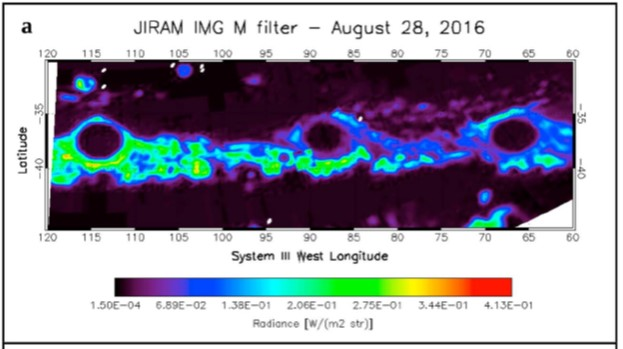 a
JIRAM IMG M filter – August 28, 2016
120 115 110 105 100 95 90 85 80 75 70 65 60
Latitude
-35 -35
-40 -40
120 115 110 105 100 95 90 85 80 75 70 65 60
System III West Longitude
1.50E-04 6.89E-02 1.38E-01 2.06E-01 2.75E-01 3.44E-01 4.13E-01
Radiance [W/(m2 str)]